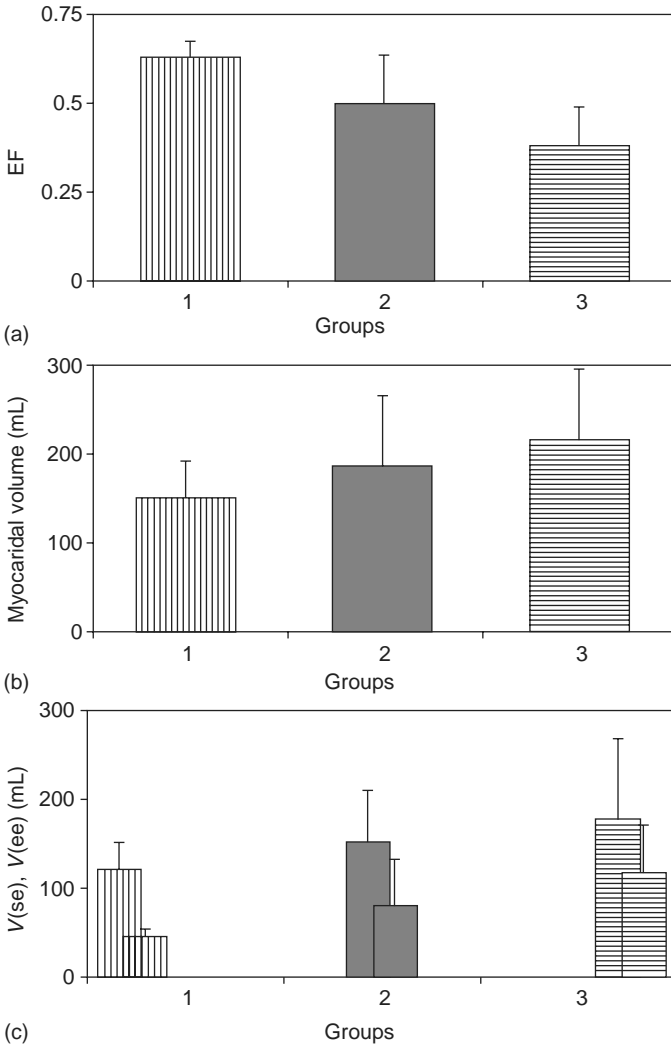 0.75
0.5
0.25
0
EF
1 2 3
Groups
(a)
300
200
100
0
Myocaridal volume (mL)
1 2 3
Groups
(b)
300
200
100
0
V(se), V(ee) (mL)
1 2 3
Groups
(c)